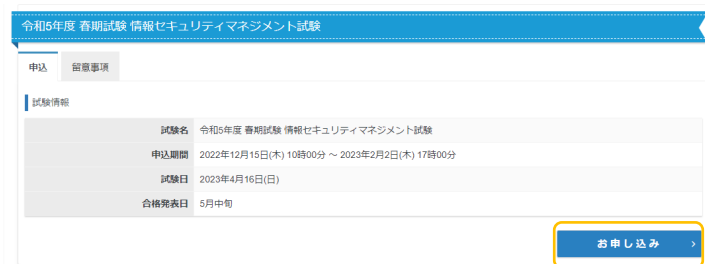 令和5年度 春期試験 情報セキュリティマネジメント試験
申込 留意事項
試験情報
試験名 令和5年度 春期試験 情報セキュリティマネジメント試験
申込期間 2022年12月15日(木) 10時00分 ～ 2023年2月2日(木) 17時00分
試験日 2023年4月16日(日)
合格発表日 5月中旬
お申し込み